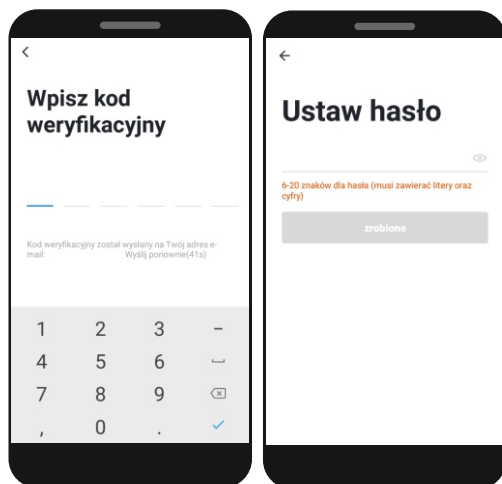 Wpisz kod
weryfikacyjny
Kod weryfikacyjny został wysłany na Twój adres e-
mail: Wyślij ponownie(41s)
1 2 3 –
4 5 6
7 8 9
, 0 .
Ustaw hasło
6-20 znaków dla hasła (musi zawierać litery oraz
cyfry)
zrobione